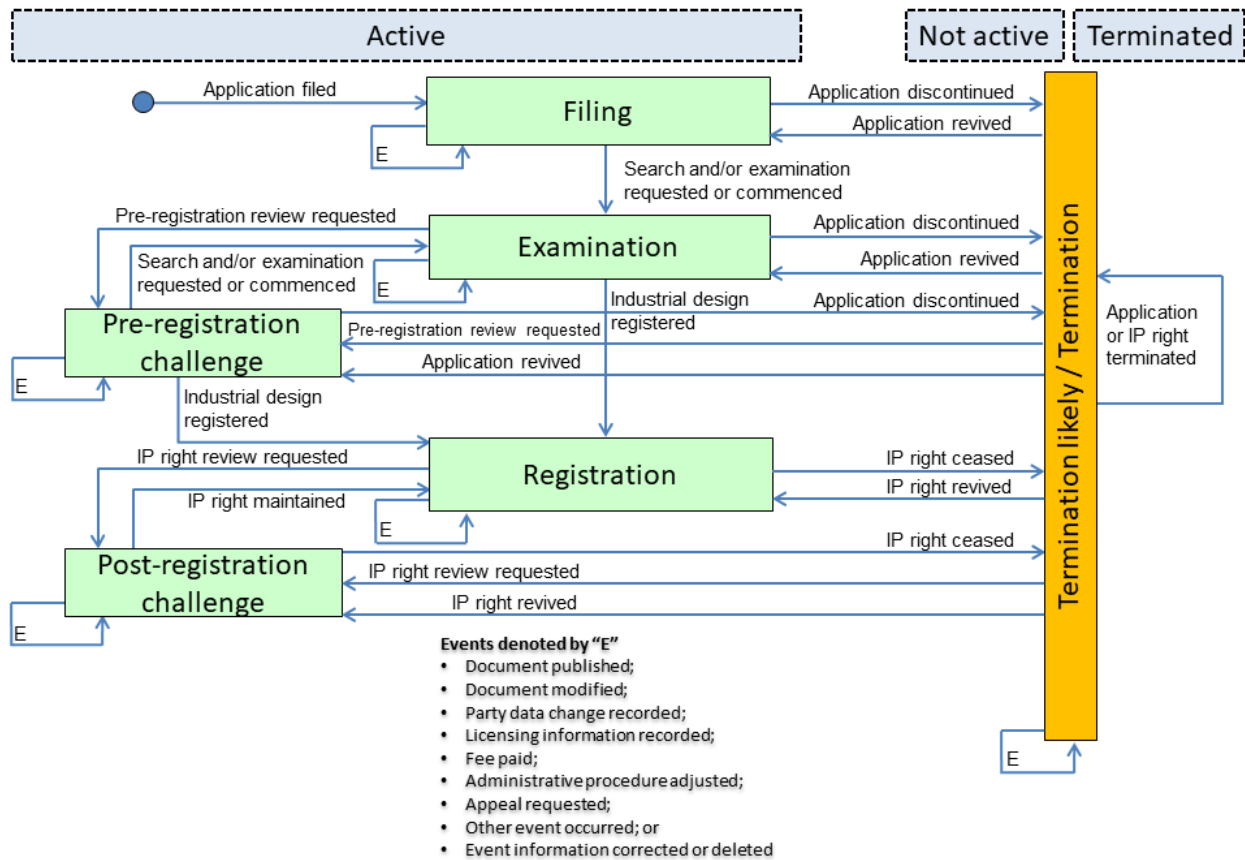 Active
Not active
Terminated
Application filed
Filing
Application discontinued
Application revived
E
Search and/or examination
requested or commenced
Pre-registration review requested
Examination
Application discontinued
Application revived
Search and/or examination
requested or commenced
E
Industrial design
registered
Application discontinued
Pre-registration
challenge
Pre-registration review requested
Application revived
E
Application
or IP right
terminated
Termination likely / Termination
Industrial design
registered
IP right review requested
Registration
IP right ceased
IP right revived
IP right maintained
E
IP right ceased
Post-registration
challenge
IP right review requested
IP right revived
E
Events denoted by “E”
• Document published;
• Document modified;
• Party data change recorded;
• Licensing information recorded;
• Fee paid;
• Administrative procedure adjusted;
• Appeal requested;
• Other event occurred; or
• Event information corrected or deleted
E